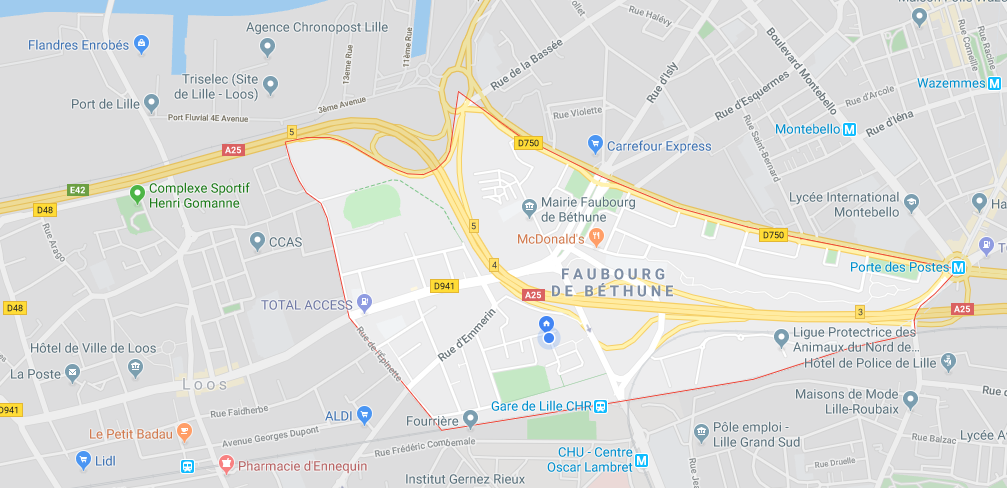 Maison Folie Wazemmes
Rue Halévy
Agence Chronopost Lille
Flandres Enrobés
13eme Rue
11ème Rue
Rue de la Bassée
Boulevard Montebello
Rue Racine
Rue Corneille
Triselec (Site
de Lille - Loos)
Rue d'Isly
Rue d'Esquermes
Wazemmes M
Port de Lille
3ème Avenue
Port Fluvial 4E Avenue
Rue Violette
Rue d'Arcole
Rue d'Iéna
Montebello M
5
A25
D750
Carrefour Express
Rue Saint-Bernard
E42
Complexe Sportif
Henri Gomanne
D48
Mairie Faubourg
de Béthune
Lycée International
Montebello
Rue Arago
CCAS
5
McDonald's
D750
4
Porte des Postes M
FAUBOURG
DE BÉTHUNE
D941
A25
TOTAL ACCESS
D48
3
A25
Rue d'Emmerin
Rue de l'Épinette
Ligue Protectrice des
Animaux du Nord de...
Hôtel de Ville de Loos
Hôtel de Police de Lille
La Poste
Loos
D941
Rue Faidherbe
ALDI
Fourrière
Gare de Lille CHR
Maisons de Mode
Lille-Roubaix
Le Petit Badau
Avenue Georges Dupont
Rue Frédéric Combemale
Pôle emploi -
Lille Grand Sud
Rue Balzac
Lycée
Lidl
Pharmacie d'Ennequin
CHU - Centre
Oscar Lambret M
Rue Druelle
Institut Gernez Rieux